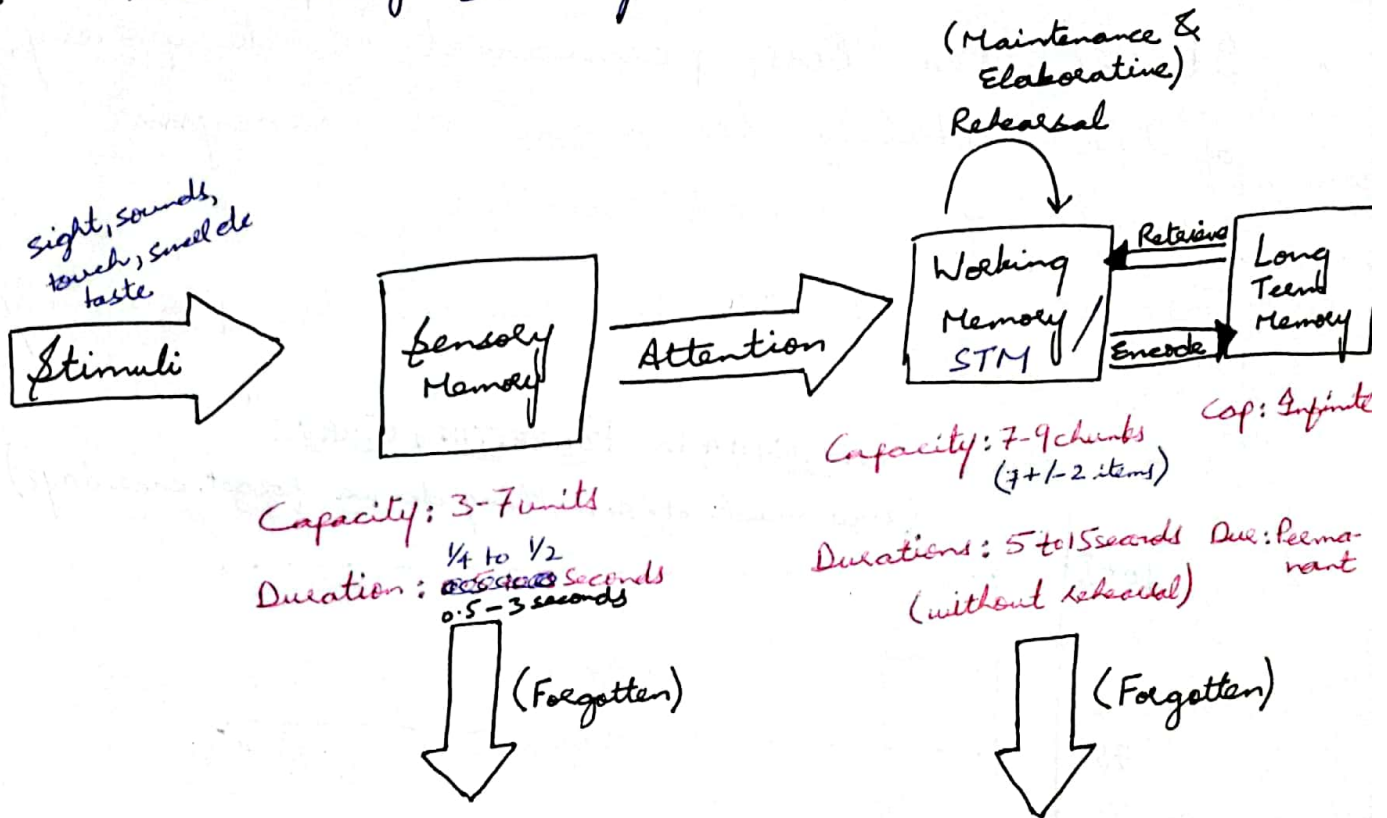 (Maintenance &
Elaborative)
Rehearsal
sight, sounds,
touch, smell de
taste
Stimuli
Sensory
Memory
Attention
Working
Memory/
STM
Retrieve
Encode
Long
Term
Memory
Capacity: 3-7 units
1/4 to 1/2
Duration: seconds
0.5-3 seconds
Capacity: 7-9 chunks
(7+/-2 items)
Durations: 5 to 15 seconds
(without rehearsal)
Cap: Infinite
Dur: Perma-
nant
(Forgotten)
(Forgotten)